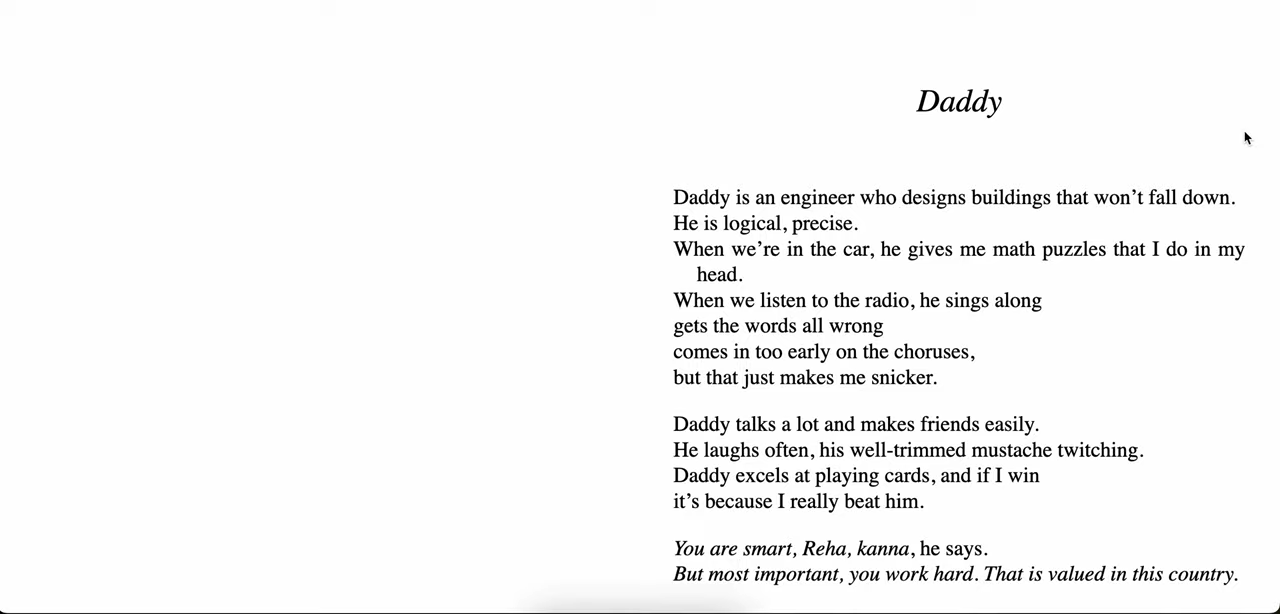 Daddy
Daddy is an engineer who designs buildings that won’t fall down.
He is logical, precise.
When we’re in the car, he gives me math puzzles that I do in my
head.
When we listen to the radio, he sings along
gets the words all wrong
comes in too early on the choruses,
but that just makes me snicker.
Daddy talks a lot and makes friends easily.
He laughs often, his well-trimmed mustache twitching.
Daddy excels at playing cards, and if I win
it’s because I really beat him.
You are smart, Reha, kanna, he says.
But most important, you work hard. That is valued in this country.